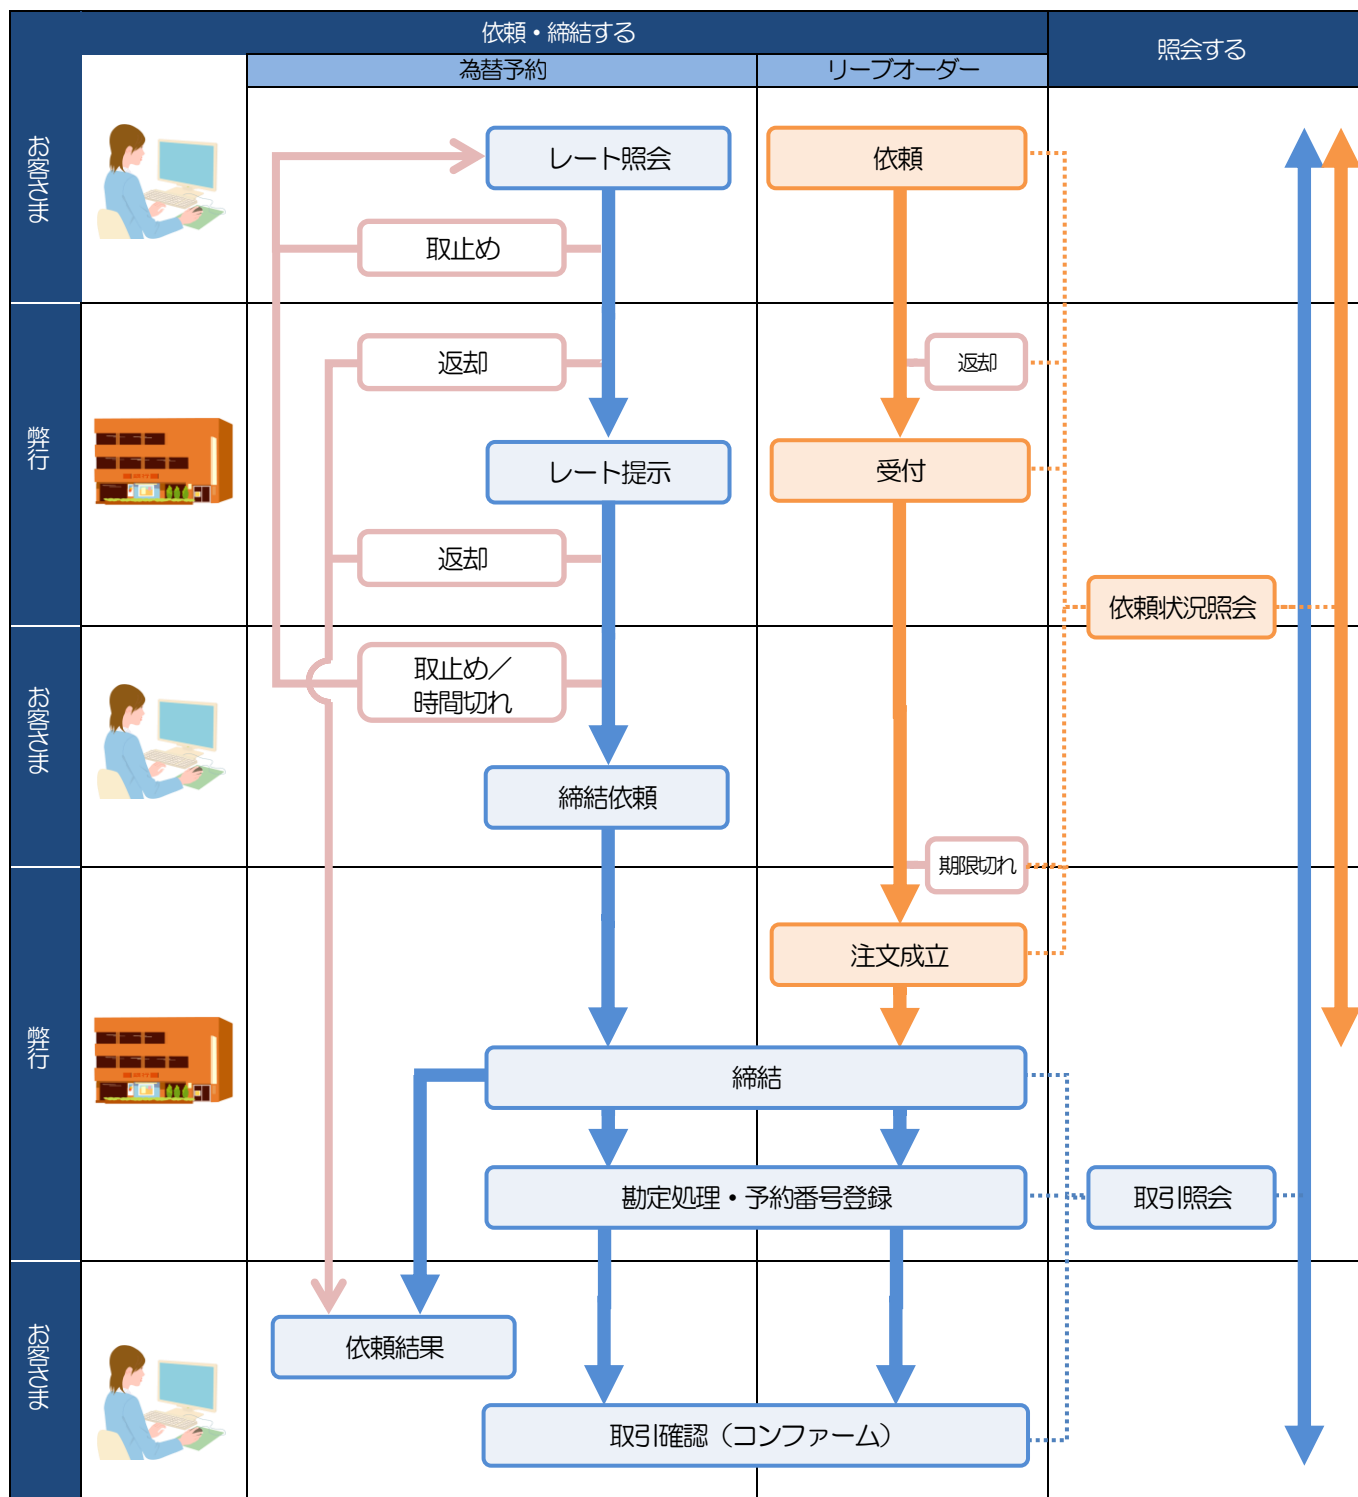 依頼・締結する
照会する
為替予約
リーブオーダー
お客さま
レート照会
依頼
取止め
弊行
返却
返却
レート提示
受付
返却
依頼状況照会
お客さま
取止め／
時間切れ
締結依頼
期限切れ
弊行
注文成立
締結
勘定処理・予約番号登録
取引照会
お客さま
依頼結果
取引確認（コンファーム）